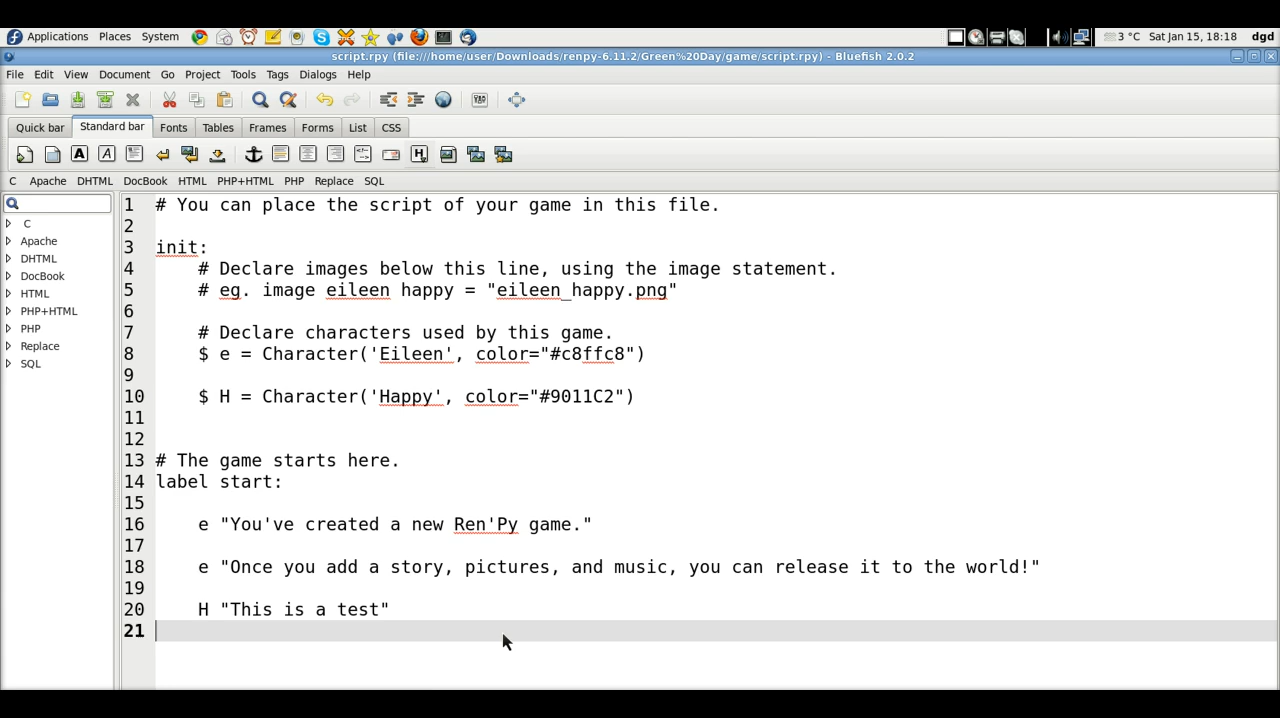 Applications Places System 3 °C Sat Jan 15, 18:18 dgd
script.rpy (file:///home/user/Downloads/renpy-6.11.2/Green%20Day/game/script.rpy) - Bluefish 2.0.2
File Edit View Document Go Project Tools Tags Dialogs Help
Quick bar Standard bar Fonts Tables Frames Forms List CSS
C Apache DHTML DocBook HTML PHP+HTML PHP Replace SQL
C
Apache
DHTML
DocBook
HTML
PHP+HTML
PHP
Replace
SQL
1 # You can place the script of your game in this file.
2
3 init:
4 # Declare images below this line, using the image statement.
5 # eg. image eileen happy = "eileen_happy.png"
6
7 # Declare characters used by this game.
8 $ e = Character('Eileen', color="#c8ffc8")
9
10 $ H = Character('Happy', color="#9011C2")
11
12
13 # The game starts here.
14 label start:
15
16 e "You've created a new Ren'Py game."
17
18 e "Once you add a story, pictures, and music, you can release it to the world!"
19
20 H "This is a test"
21